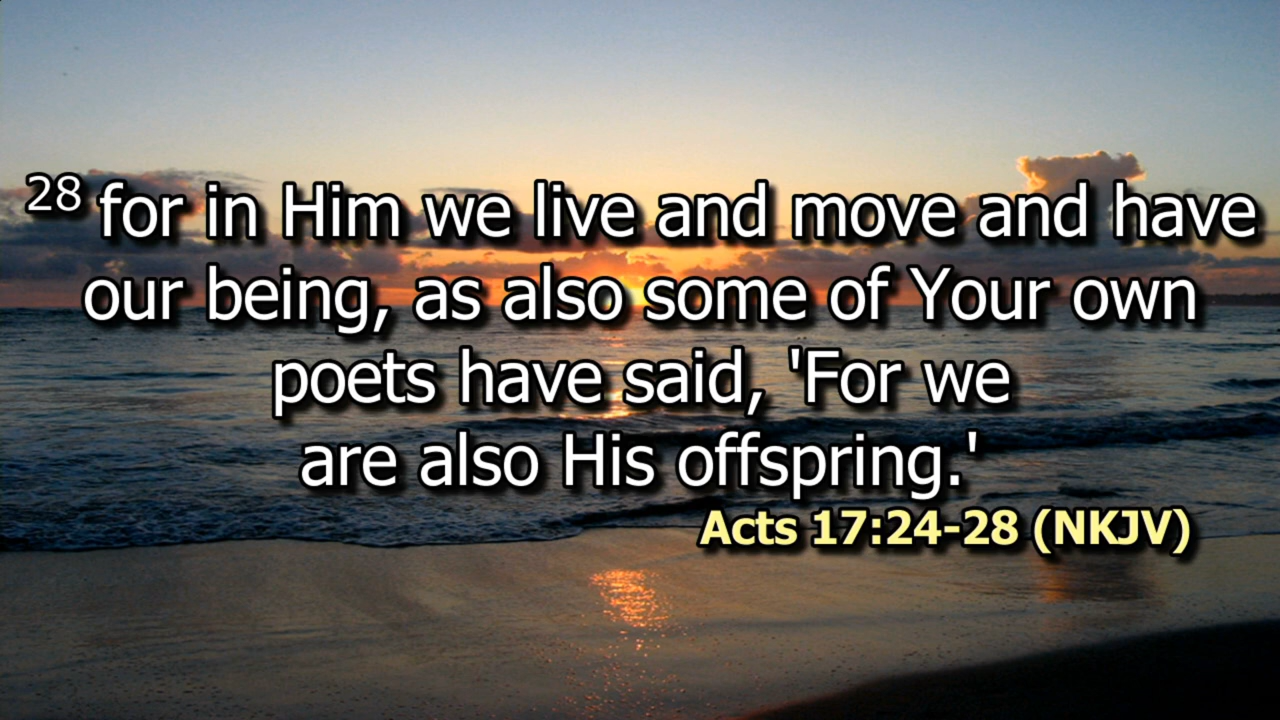 28 for in Him we live and move and have
our being, as also some of Your own
poets have said, 'For we
are also His offspring.'
Acts 17:24-28 (NKJV)